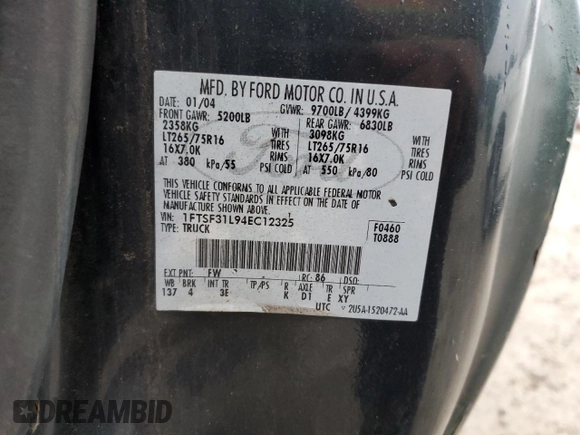 MFD. BY FORD MOTOR CO. IN U.S.A.
DATE: 01/04 GVWR: 9700LB/ 4399KG
FRONT GAWR: 5200LB REAR GAWR: 6830LB
2358KG WITH 3098KG WITH
LT265/75R16 TIRES LT265/75R16 TIRES
16X7.0K RIMS 16X7.0K RIMS
AT 380 kPa/55 PSI COLD AT 550 kPa/80 PSI COLD
THIS VEHICLE CONFORMS TO ALL APPLICABLE FEDERAL MOTOR
VEHICLE SAFETY STANDARDS IN EFFECT ON THE DATE OF
MANUFACTURE SHOWN ABOVE.
VIN: 1FTSF31L94EC12325 F0460
TYPE: TRUCK T0888
EXT PNT: FW RC: 86 DSO:
WB BRK INT TR TP/PS R AXLE TR SPR
137 4 3E K D1 E XY
UTC 2U5A-1520472-AA
Ford
DREAMBID